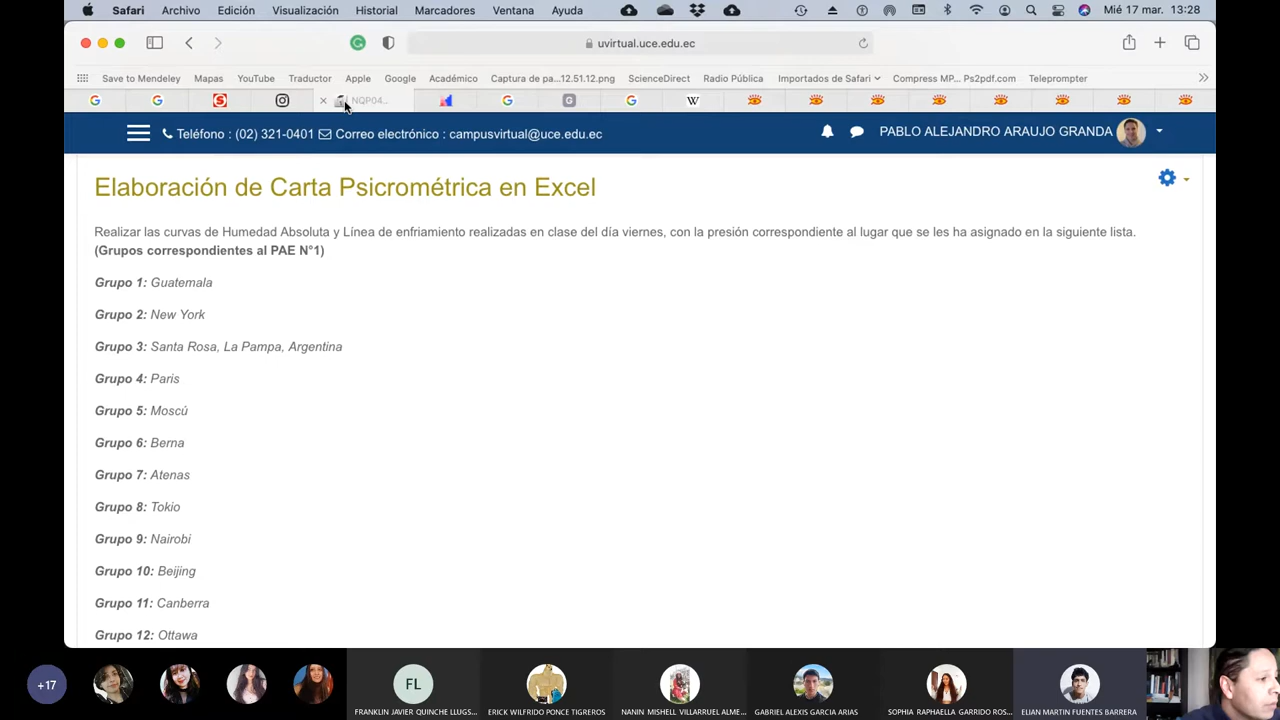 Safari Archivo Edición Visualización Historial Marcadores Ventana Ayuda Mié 17 mar. 13:28
uvirtual.uce.edu.ec
Save to Mendeley Mapas YouTube Traductor Apple Google Académico Captura de pa...12.51.12.png ScienceDirect Radio Pública Importados de Safari Compress MP... Ps2pdf.com Teleprompter
NQP04...
Teléfono : (02) 321-0401 Correo electrónico : campusvirtual@uce.edu.ec PABLO ALEJANDRO ARAUJO GRANDA
Elaboración de Carta Psicrométrica en Excel
Realizar las curvas de Humedad Absoluta y Línea de enfriamiento realizadas en clase del día viernes, con la presión correspondiente al lugar que se les ha asignado en la siguiente lista.
(Grupos correspondientes al PAE N°1)
Grupo 1: Guatemala
Grupo 2: New York
Grupo 3: Santa Rosa, La Pampa, Argentina
Grupo 4: Paris
Grupo 5: Moscú
Grupo 6: Berna
Grupo 7: Atenas
Grupo 8: Tokio
Grupo 9: Nairobi
Grupo 10: Beijing
Grupo 11: Canberra
Grupo 12: Ottawa
+17 FL
FRANKLIN JAVIER QUINCHE LLUGS... ERICK WILFRIDO PONCE TIGREROS NANIN MISHELL VILLARRUEL ALME... GABRIEL ALEXIS GARCIA ARIAS SOPHIA RAPHAELLA GARRIDO ROS... ELIAN MARTIN FUENTES BARRERA